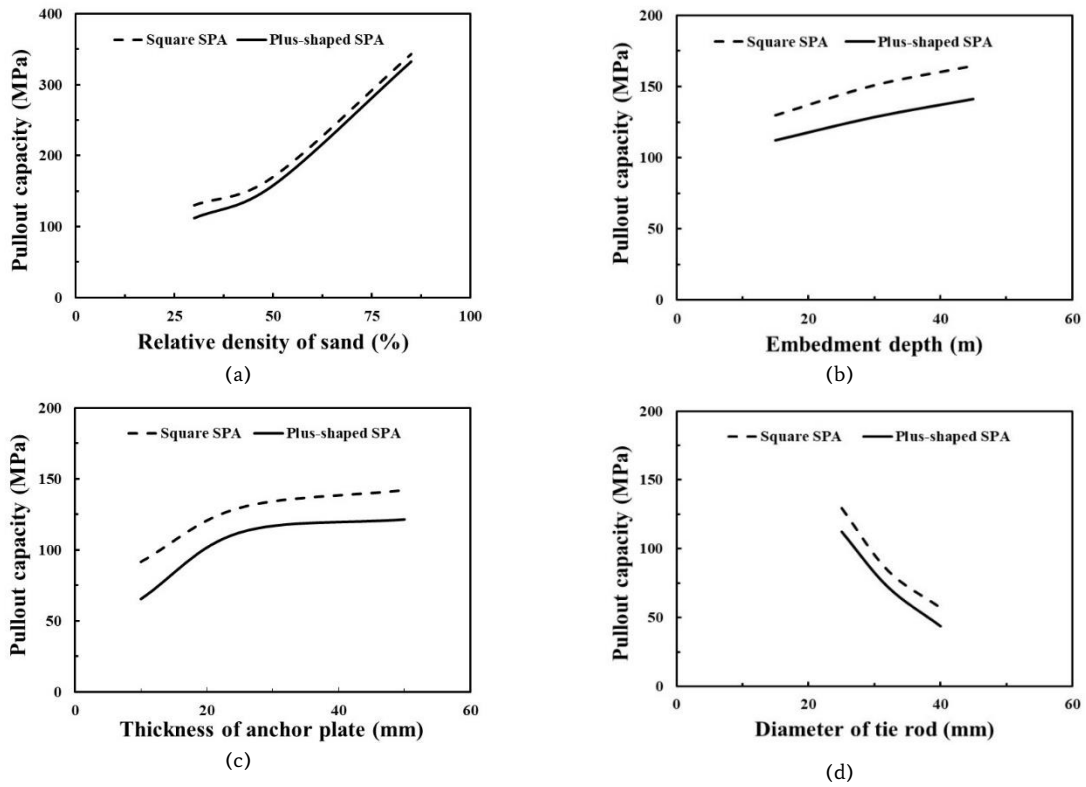 400
300
200
100
0
Pullout capacity (MPa)
Square SPA
Plus-shaped SPA
0
25
50
75
100
Relative density of sand (%)
(a)
200
150
100
50
0
Pullout capacity (MPa)
Square SPA
Plus-shaped SPA
0
20
40
60
Embedment depth (m)
(b)
200
150
100
50
0
Pullout capacity (MPa)
Square SPA
Plus-shaped SPA
0
20
40
60
Thickness of anchor plate (mm)
(c)
200
150
100
50
0
Pullout capacity (MPa)
Square SPA
Plus-shaped SPA
0
20
40
60
Diameter of tie rod (mm)
(d)